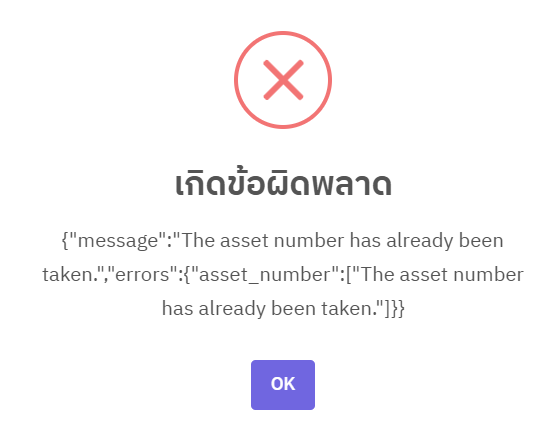 เกิดข้อผิดพลาด
{"message":"The asset number has already been
taken.","errors":{"asset_number":["The asset number
has already been taken."]}}
OK